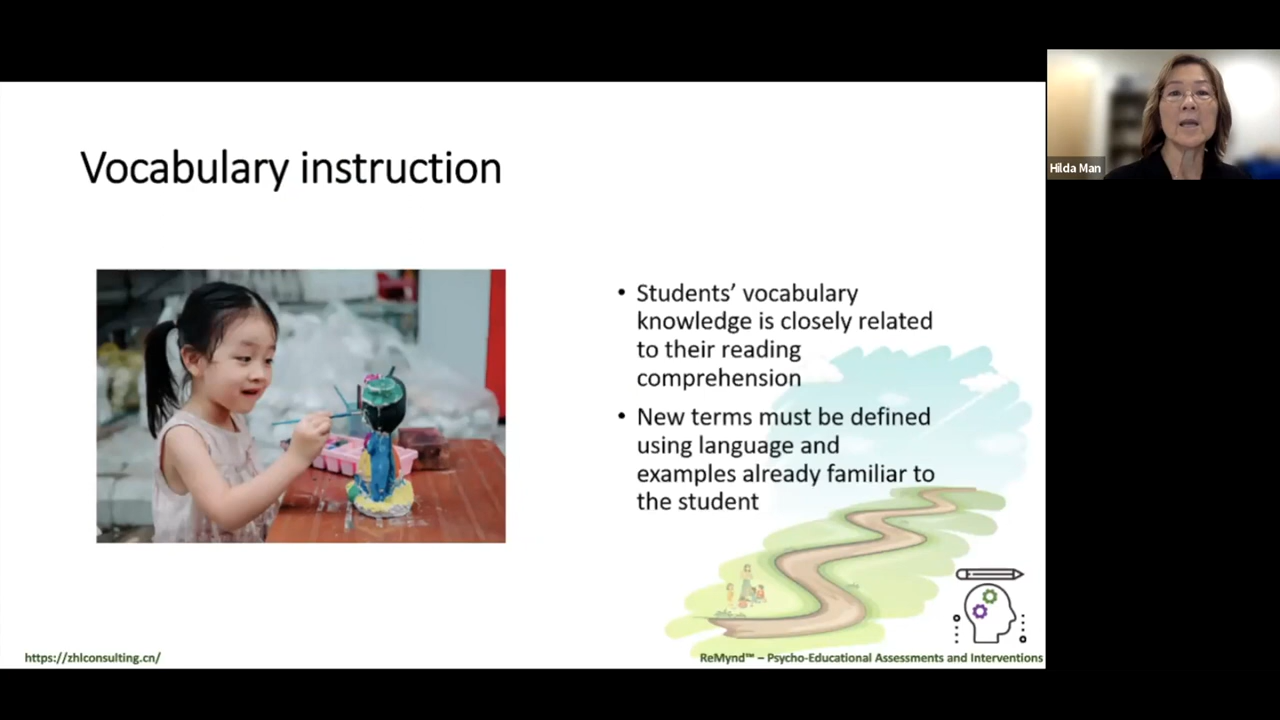 Vocabulary instruction
• Students’ vocabulary
knowledge is closely related
to their reading
comprehension
• New terms must be defined
using language and
examples already familiar to
the student
https://zhlconsulting.cn/
ReMynd™ – Psycho-Educational Assessments and Interventions
Hilda Man